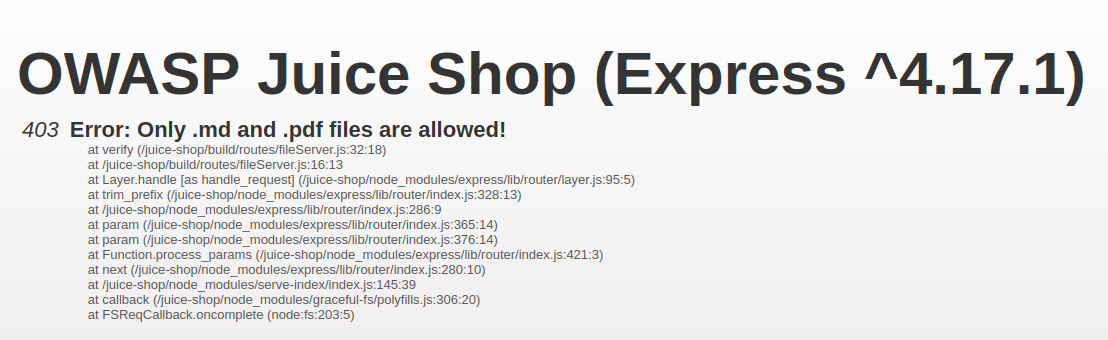 OWASP Juice Shop (Express ^4.17.1)
403 Error: Only .md and .pdf files are allowed!
at verify (/juice-shop/build/routes/fileServer.js:32:18)
at /juice-shop/build/routes/fileServer.js:16:13
at Layer.handle [as handle_request] (/juice-shop/node_modules/express/lib/router/layer.js:95:5)
at trim_prefix (/juice-shop/node_modules/express/lib/router/index.js:328:13)
at /juice-shop/node_modules/express/lib/router/index.js:286:9
at param (/juice-shop/node_modules/express/lib/router/index.js:365:14)
at param (/juice-shop/node_modules/express/lib/router/index.js:376:14)
at Function.process_params (/juice-shop/node_modules/express/lib/router/index.js:421:3)
at next (/juice-shop/node_modules/express/lib/router/index.js:280:10)
at /juice-shop/node_modules/serve-index/index.js:145:39
at callback (/juice-shop/node_modules/graceful-fs/polyfills.js:306:20)
at FSReqCallback.oncomplete (node:fs:203:5)